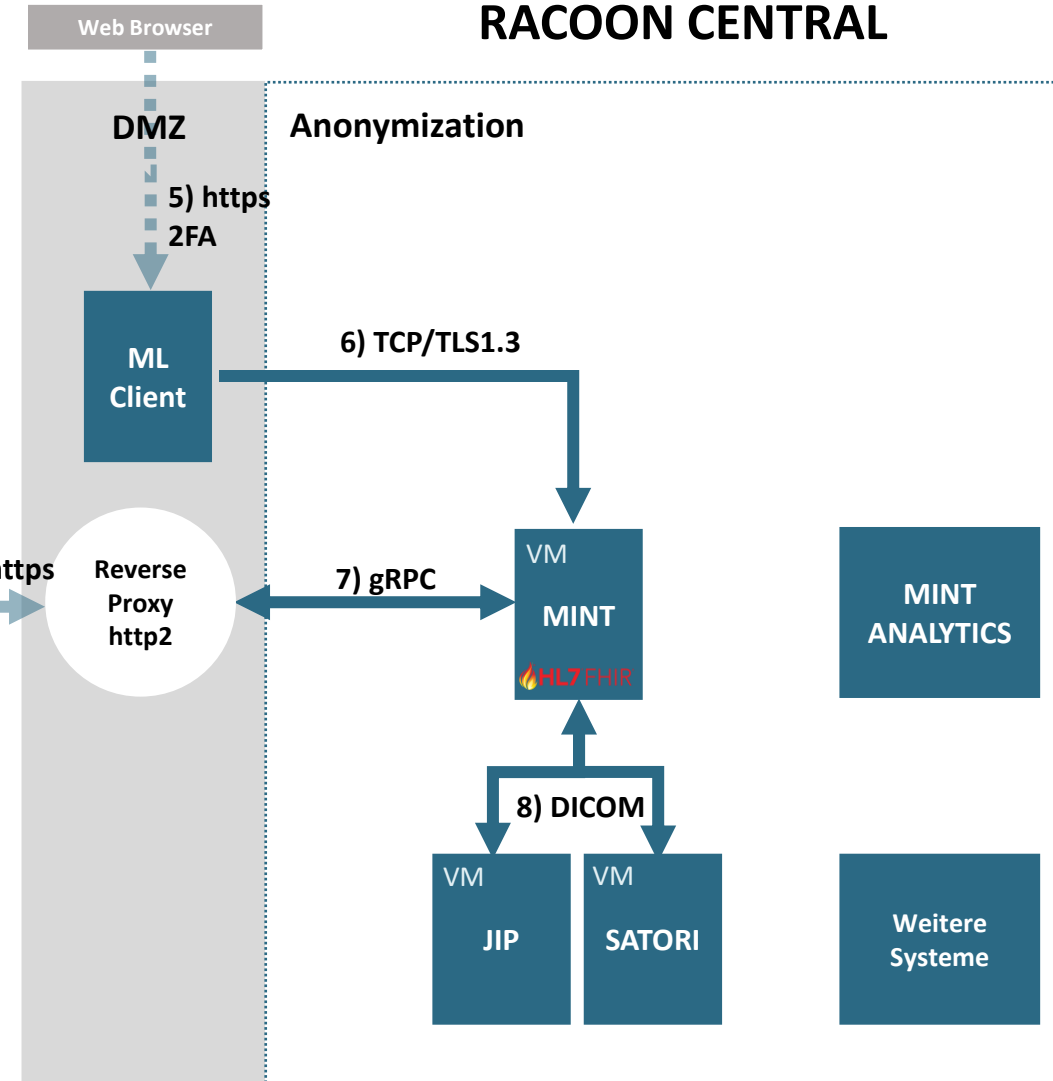 RACOON CENTRAL
Web Browser
DMZ
Anonymization
5) https
2FA
ML
Client
6) TCP/TLS1.3
https
Reverse
Proxy
http2
7) gRPC
VM
MINT
HL7 FHIR
MINT
ANALYTICS
8) DICOM
VM
JIP
VM
SATORI
Weitere
Systeme